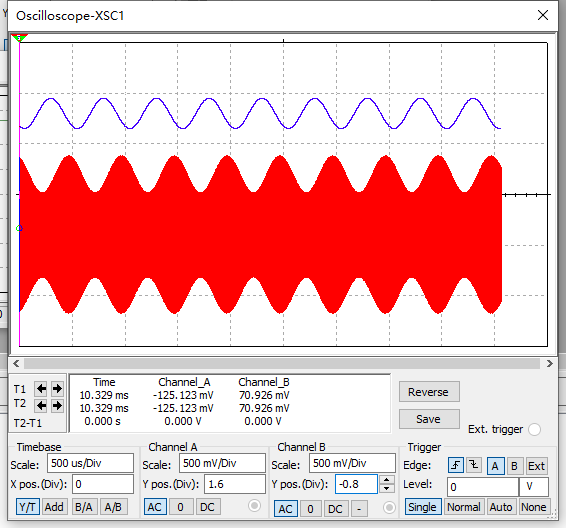 Oscilloscope-XSC1
T1
T2
T2-T1
Time Channel_A Channel_B
10.329 ms -125.123 mV 70.926 mV
10.329 ms -125.123 mV 70.926 mV
0.000 s 0.000 V 0.000 V
Reverse
Save
Ext. trigger
Timebase
Scale: 500 us/Div
X pos.(Div): 0
Y/T Add B/A A/B
Channel A
Scale: 500 mV/Div
Y pos.(Div): 1.6
AC 0 DC
Channel B
Scale: 500 mV/Div
Y pos.(Div): -0.8
AC 0 DC -
Trigger
Edge: A B Ext
Level: 0 V
Single Normal Auto None